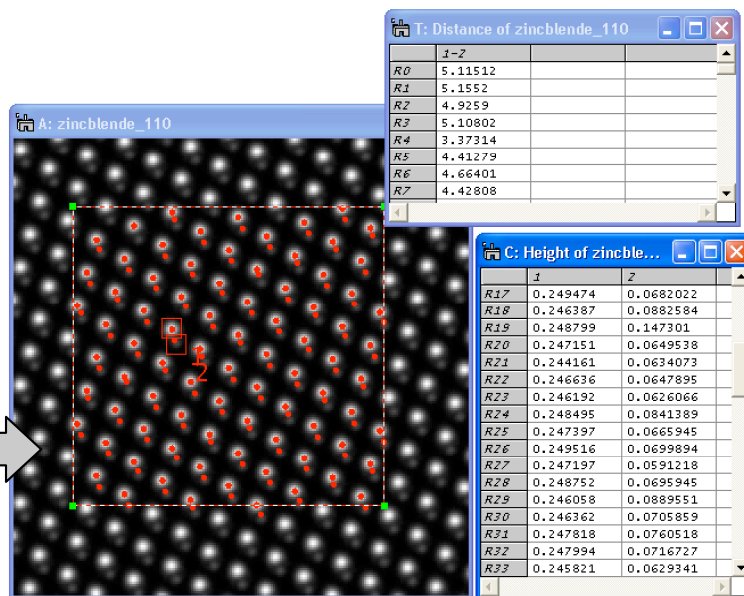 T: Distance of zincblende_110
1-2
R0 5.11512
R1 5.1552
R2 4.9259
R3 5.10802
R4 3.37314
R5 4.41279
R6 4.66401
R7 4.42808
A: zincblende_110
1
2
C: Height of zincble...
1 2
R17 0.249474 0.0682022
R18 0.246387 0.0882584
R19 0.248799 0.147301
R20 0.247151 0.0649538
R21 0.244161 0.0634073
R22 0.246636 0.0647895
R23 0.246192 0.0626066
R24 0.248495 0.0841389
R25 0.247397 0.0665945
R26 0.249516 0.0699894
R27 0.247197 0.0591218
R28 0.248752 0.0695945
R29 0.246058 0.0889551
R30 0.246362 0.0705859
R31 0.247818 0.0760518
R32 0.247994 0.0716727
R33 0.245821 0.0629341